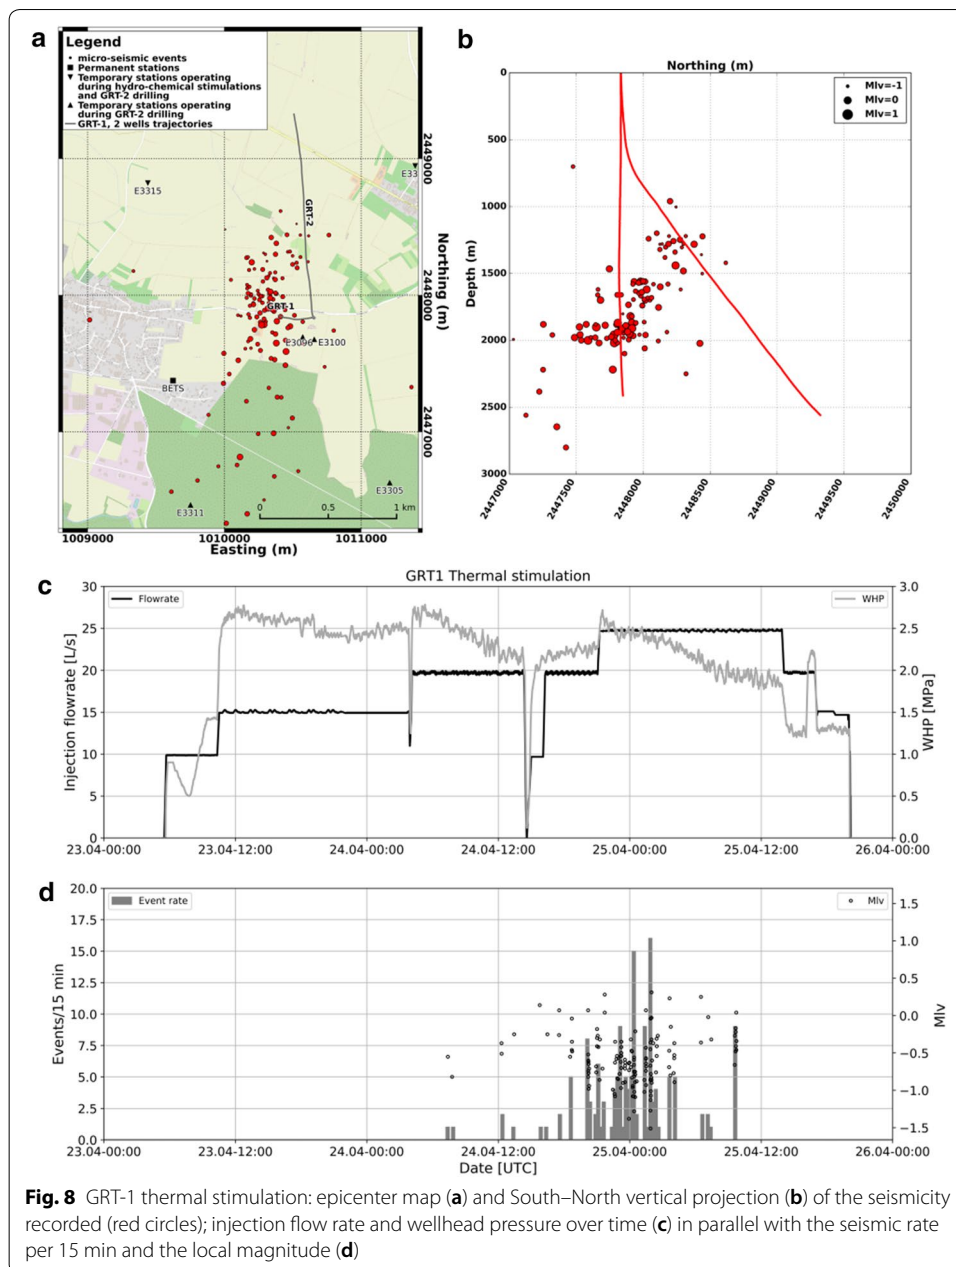 a
Legend
micro-seismic events
Permanent stations
Temporary stations operating
during hydro-chemical stimulations
and GRT-2 drilling
Temporary stations operating
during GRT-2 drilling
GRT-1, 2 wells trajectories
E3315
E33
GRT-2
GRT-1
E3096
E3100
BETS
E3305
E3311
0 0.5 1 km
2449000
2448000
2447000
Northing (m)
1009000 1010000 1011000
Easting (m)
b
Northing (m)
Mlv=-1
Mlv=0
Mlv=1
0
500
1000
1500
2000
2500
3000
Depth (m)
2447000 2447500 2448000 2448500 2449000 2449500 2450000
c
GRT1 Thermal stimulation
Flowrate
WHP
30
25
20
15
10
5
0
Injection flowrate [L/s]
3.0
2.5
2.0
1.5
1.0
0.5
0.0
WHP [MPa]
23.04-00:00 23.04-12:00 24.04-00:00 24.04-12:00 25.04-00:00 25.04-12:00 26.04-00:00
d
Event rate
Mlv
20.0
17.5
15.0
12.5
10.0
7.5
5.0
2.5
0.0
Events/15 min
1.5
1.0
0.5
0.0
−0.5
−1.0
−1.5
Mlv
23.04-00:00 23.04-12:00 24.04-00:00 24.04-12:00 25.04-00:00 25.04-12:00 26.04-00:00
Date [UTC]
Fig. 8 GRT-1 thermal stimulation: epicenter map (a) and South–North vertical projection (b) of the seismicity
recorded (red circles); injection flow rate and wellhead pressure over time (c) in parallel with the seismic rate
per 15 min and the local magnitude (d)